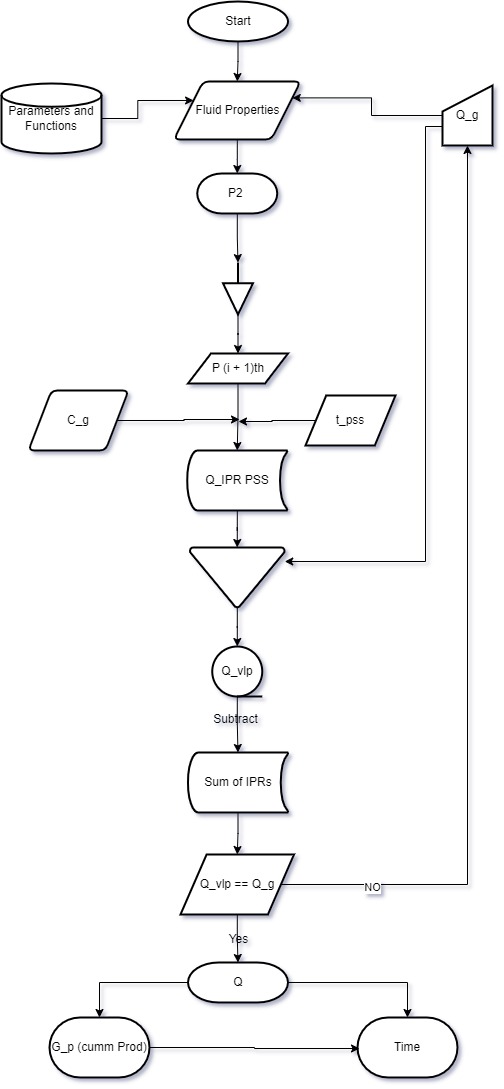 Start
Parameters and
Functions
Fluid Properties
Q_g
P2
P (i + 1)th
C_g
t_pss
Q_IPR PSS
Q_vlp
Subtract
Sum of IPRs
Q_vlp == Q_g
NO
Yes
Q
G_p (cumm Prod)
Time